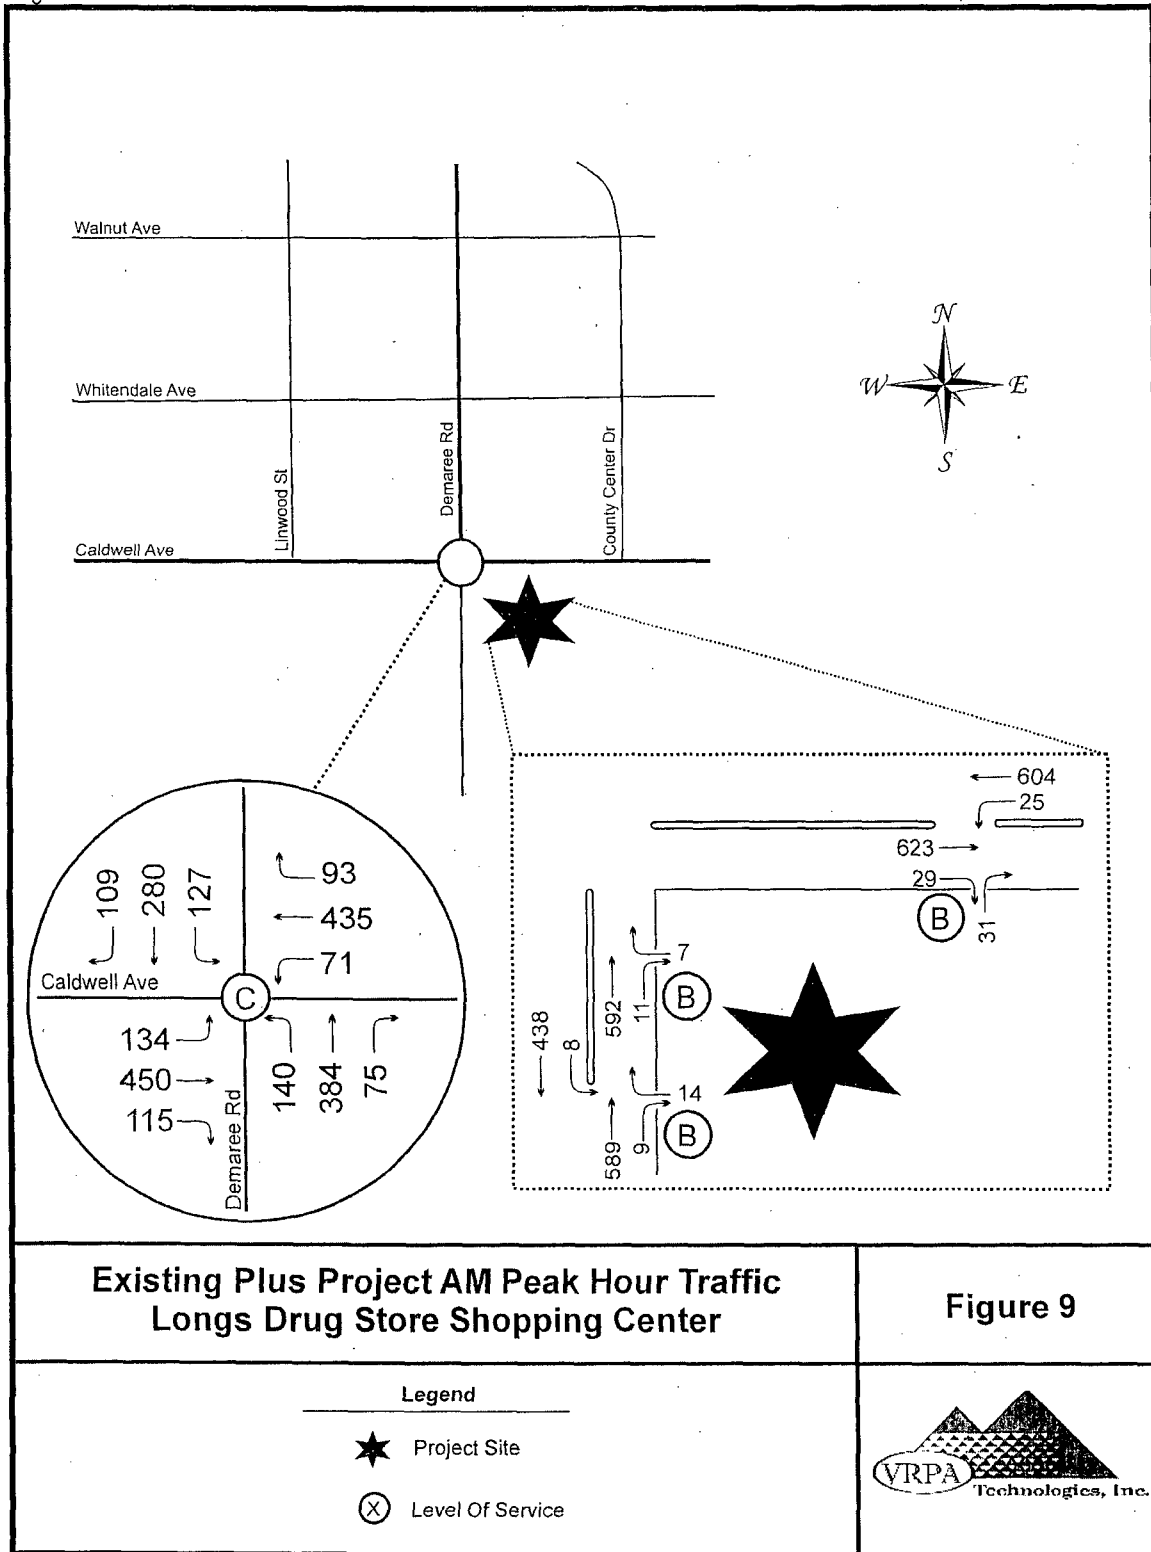 Walnut Ave
Whitendale Ave
Linwood St
Demaree Rd
County Center Dr
Caldwell Ave
N
W
E
S
109
280
127
93
435
71
Caldwell Ave
C
134
450
115
Demaree Rd
140
384
75
604
25
623
29
B
31
7
592
11
B
438
8
14
589
9
B
Existing Plus Project AM Peak Hour Traffic
Longs Drug Store Shopping Center
Figure 9
Legend
Project Site
X
Level Of Service
VRPA
Technologies, Inc.